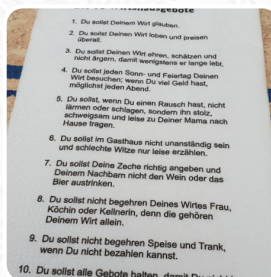 1. Du sollst Deinem Wirt glauben.
2. Du sollst Deinen Wirt loben und preisen
überall.
3. Du sollst Deinen Wirt ehren, schätzen und
nicht ärgern, damit wenigstens er lange lebt.
4. Du sollst jeden Sonn- und Feiertag Deinen
Wirt besuchen; wenn Du viel Geld hast,
möglichst jeden Abend.
5. Du sollst, wenn Du einen Rausch hast, nicht
lärmen oder schlagen, sondern ihn stolz,
schweigsam und leise zu Deiner Mama nach
Hause tragen.
6. Du sollst im Gasthaus nicht unanständig sein
und schlechte Witze nur leise erzählen.
7. Du sollst Deine Zeche richtig angeben und
Deinem Nachbarn nicht den Wein oder das
Bier austrinken.
8. Du sollst nicht begehren Deines Wirtes Frau,
Köchin oder Kellnerin, denn die gehören
Deinem Wirt allein.
9. Du sollst nicht begehren Speise und Trank,
wenn Du nicht bezahlen kannst.
10. Du sollst alle Gebote halten, damit Du nicht